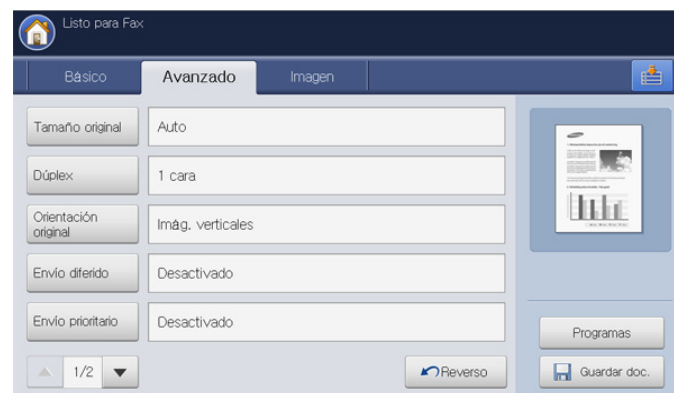 Listo para Fax
Básico
Avanzado
Imagen
Tamaño original
Auto
Dúplex
1 cara
Orientación
original
Imág. verticales
Envío diferido
Desactivado
Envío prioritario
Desactivado
1/2
Reverso
Programas
Guardar doc.